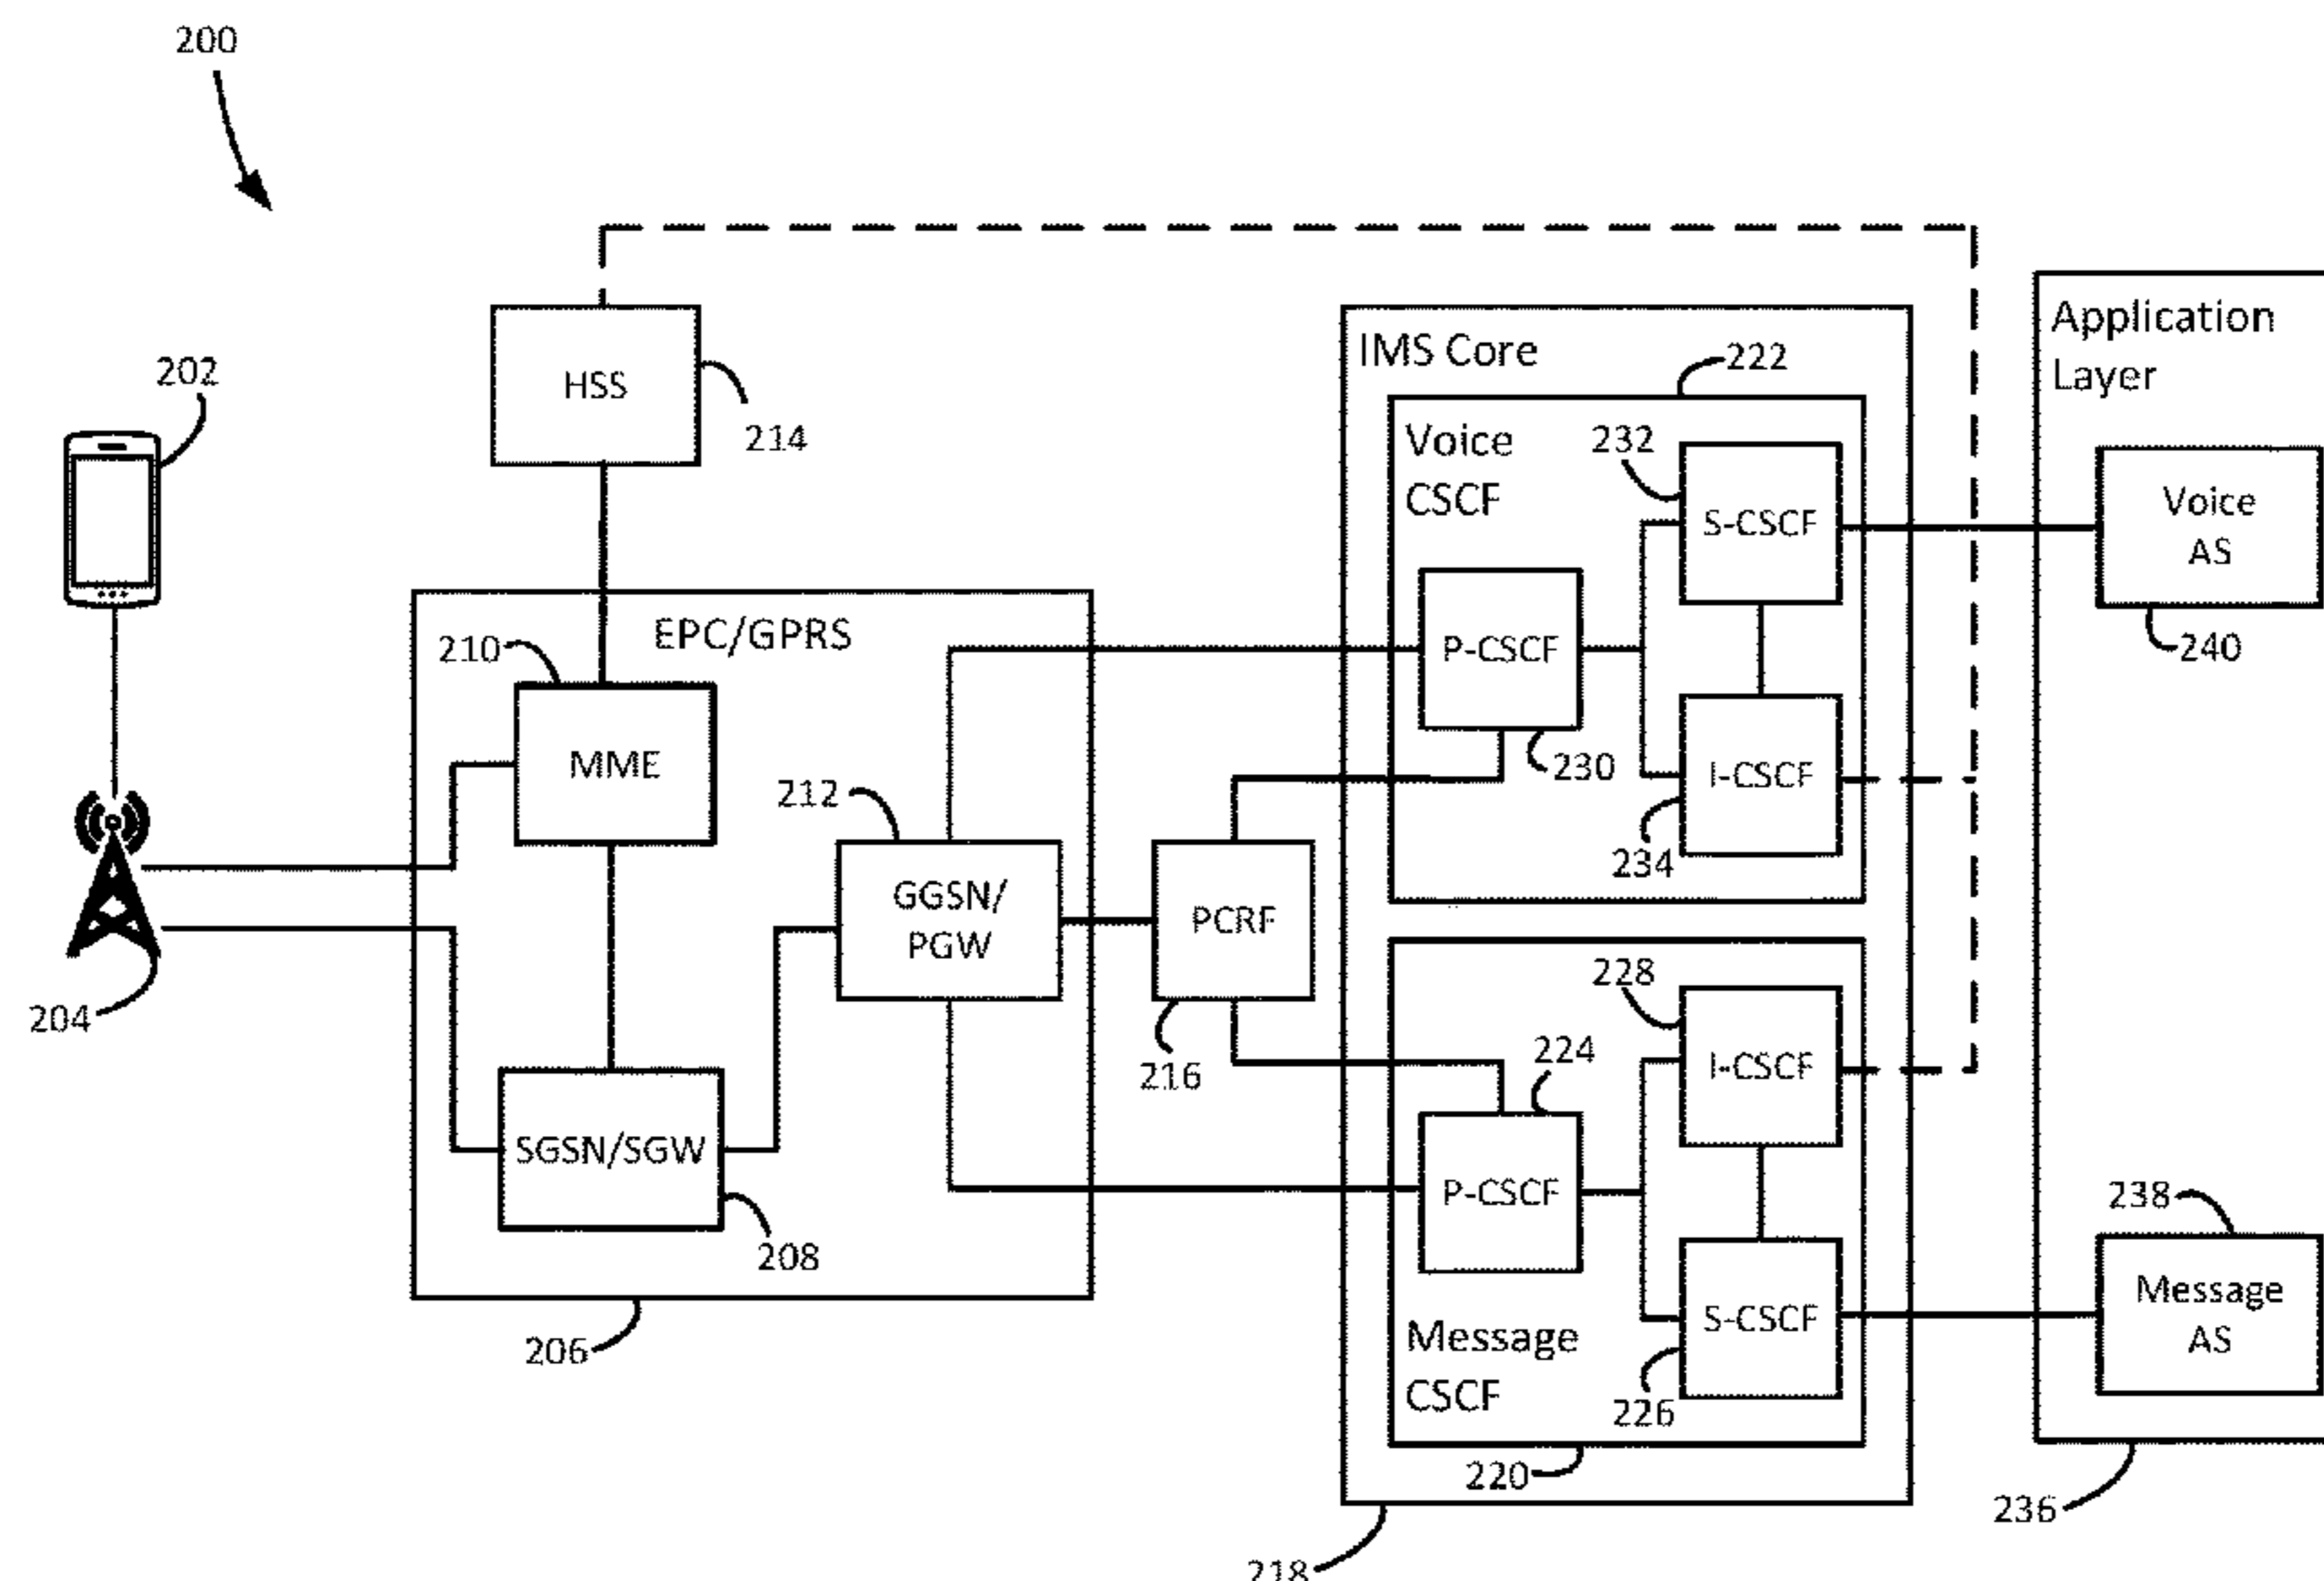 200
202
HSS
214
IMS Core
222
Application
Layer
Voice
CSCF
232
S-CSCF
Voice
AS
240
EPC/GPRS
210
MME
P-CSCF
230
I-CSCF
234
212
GGSN/
PGW
PCRF
216
204
228
I-CSCF
224
P-CSCF
SGSN/SGW
208
206
S-CSCF
226
Message
CSCF
220
238
Message
AS
236
218